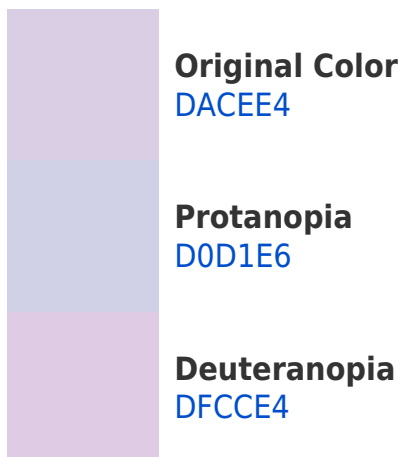 Original Color
DACEE4
Protanopia
D0D1E6
Deuteranopia
DFCCE4